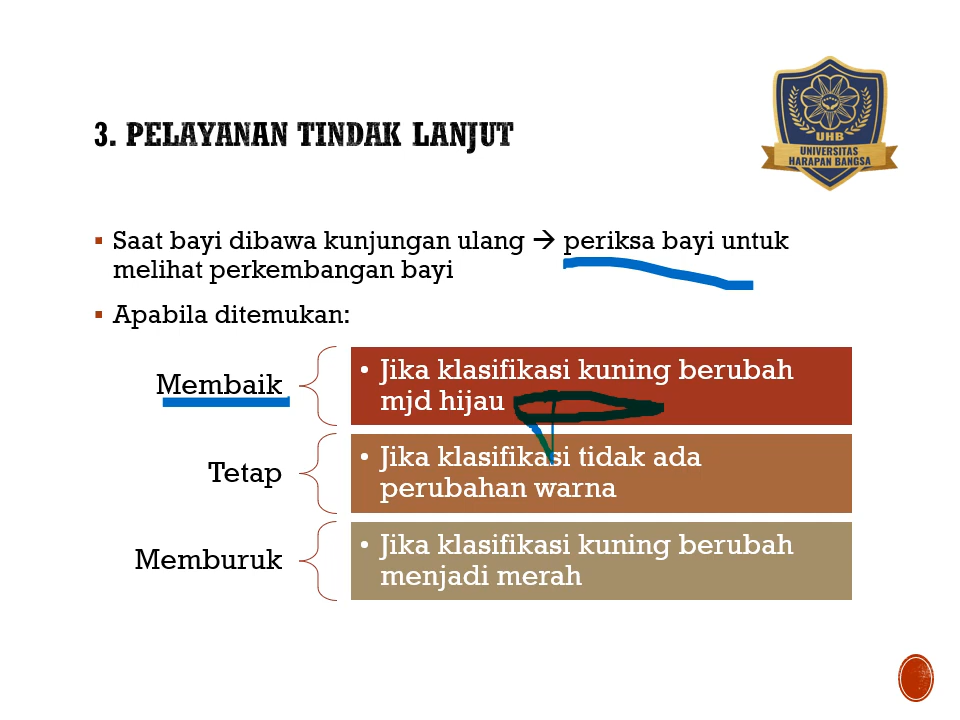 3. PELAYANAN TINDAK LANJUT
UHB
UNIVERSITAS
HARAPAN BANGSA
▪ Saat bayi dibawa kunjungan ulang → periksa bayi untuk
melihat perkembangan bayi
▪ Apabila ditemukan:
Membaik
• Jika klasifikasi kuning berubah
mjd hijau
Tetap
• Jika klasifikasi tidak ada
perubahan warna
Memburuk
• Jika klasifikasi kuning berubah
menjadi merah